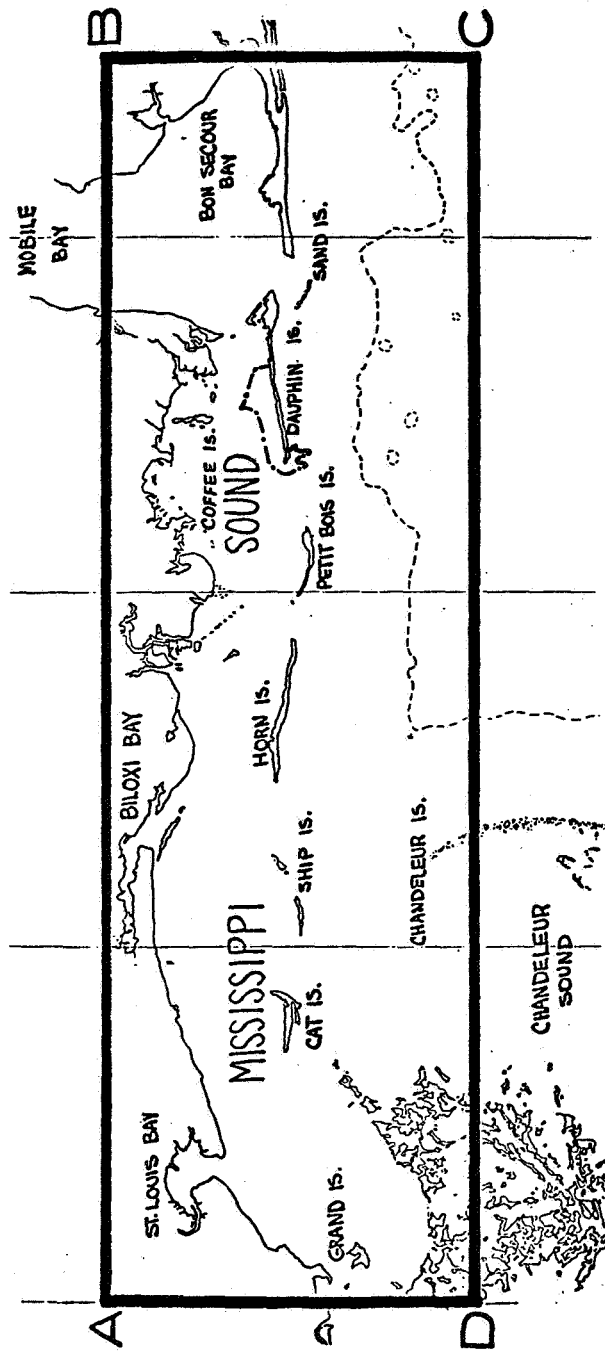 A
B
MOBILE
BAY
ST. LOUIS BAY
BILOXI BAY
BON SECOUR
BAY
COFFEE IS.
MISSISSIPPI
SOUND
GRAND IS.
CAT IS.
SHIP IS.
HORN IS.
PETIT BOIS IS.
DAUPHIN IS.
SAND IS.
CHANDELEUR IS.
D
C
CHANDELEUR
SOUND